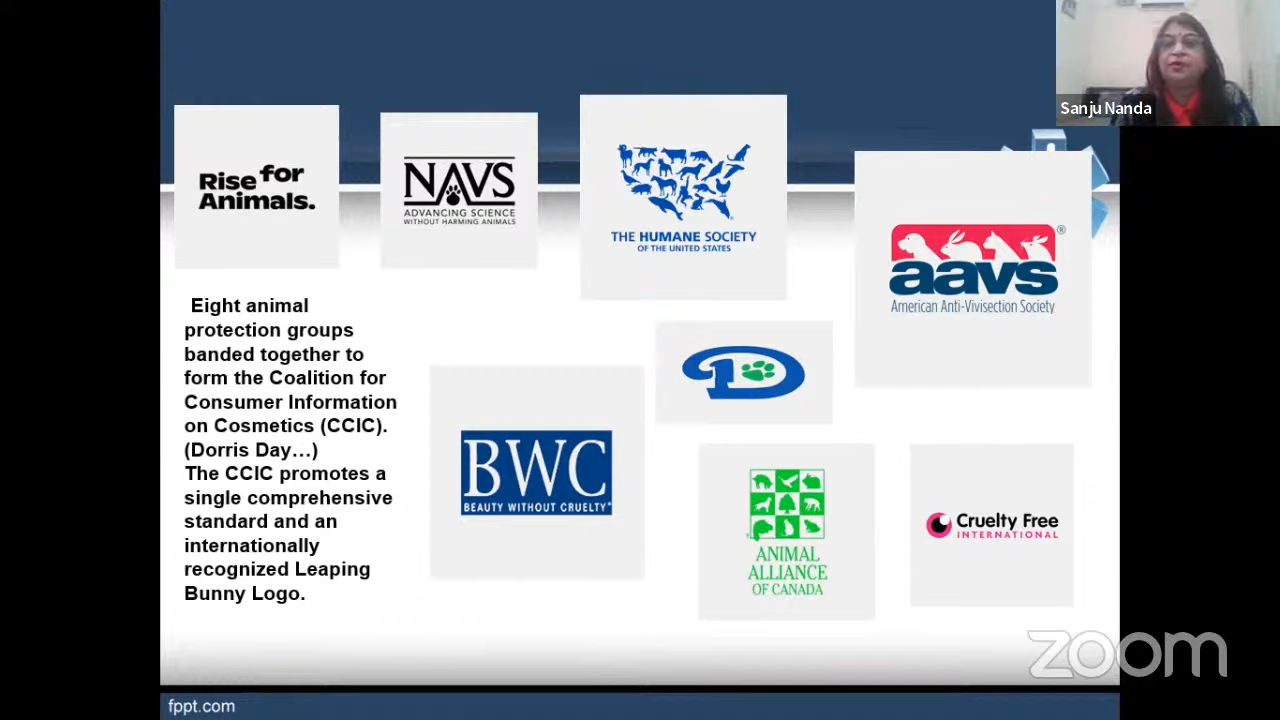 Sanju Nanda
Rise for
Animals.
NAVS
ADVANCING SCIENCE
WITHOUT HARMING ANIMALS
THE HUMANE SOCIETY
OF THE UNITED STATES
®
aavs
American Anti-Vivisection Society
Eight animal
protection groups
banded together to
form the Coalition for
Consumer Information
on Cosmetics (CCIC).
(Dorris Day…)
The CCIC promotes a
single comprehensive
standard and an
internationally
recognized Leaping
Bunny Logo.
D
BWC
BEAUTY WITHOUT CRUELTY®
ANIMAL
ALLIANCE
OF CANADA
Cruelty Free
INTERNATIONAL
zoom
fppt.com